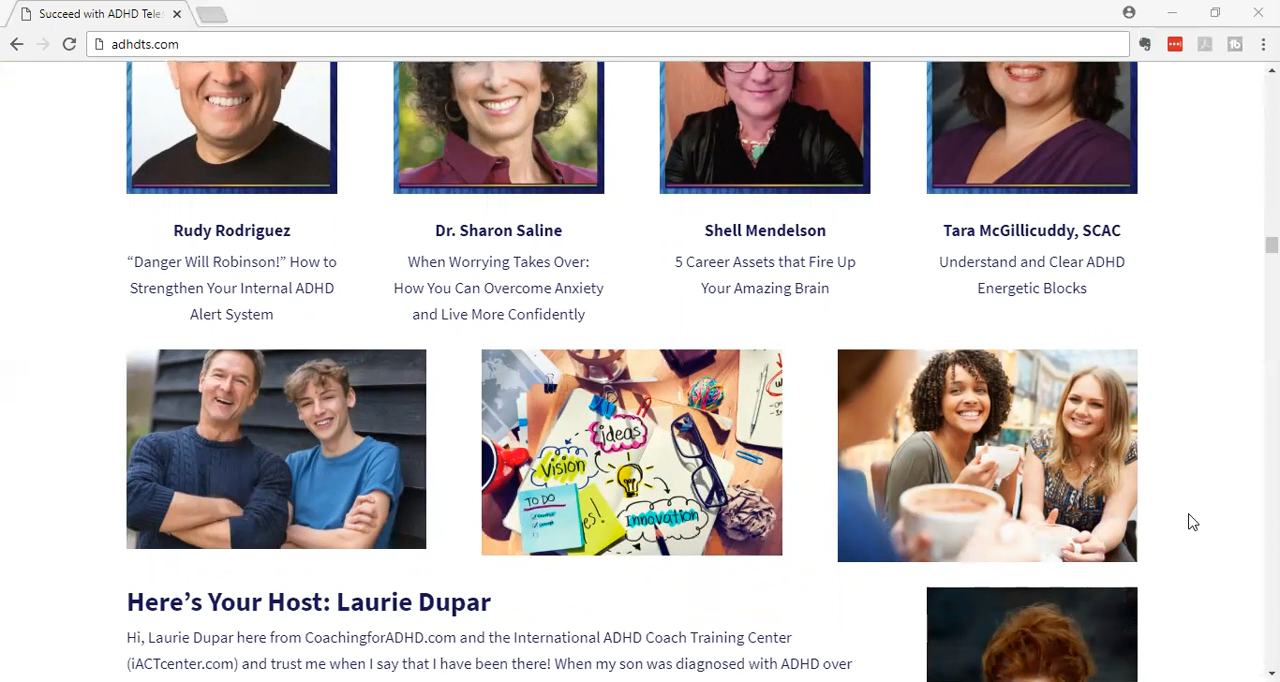 Succeed with ADHD Tele
adhdts.com
Rudy Rodriguez
“Danger Will Robinson!” How to
Strengthen Your Internal ADHD
Alert System
Dr. Sharon Saline
When Worrying Takes Over:
How You Can Overcome Anxiety
and Live More Confidently
Shell Mendelson
5 Career Assets that Fire Up
Your Amazing Brain
Tara McGillicuddy, SCAC
Understand and Clear ADHD
Energetic Blocks
ideas
Vision
TO DO
es!
innovation
Here’s Your Host: Laurie Dupar
Hi, Laurie Dupar here from CoachingforADHD.com and the International ADHD Coach Training Center
(iACTcenter.com) and trust me when I say that I have been there! When my son was diagnosed with ADHD over